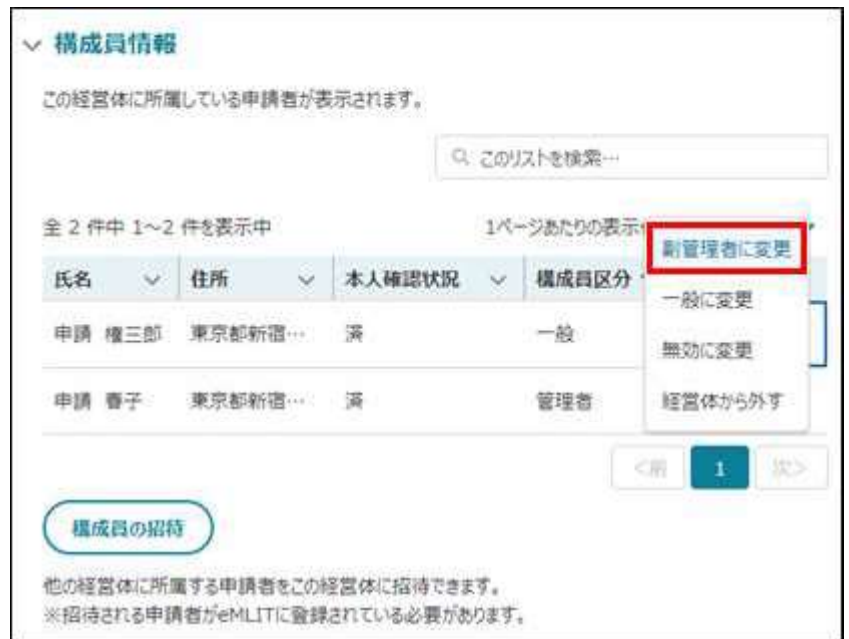 構成員情報
この経営体に所属している申請者が表示されます。
このリストを検索…
全 2 件中 1～2 件を表示中
1ページあたりの表示
副管理者に変更
氏名 住所 本人確認状況 構成員区分
一般に変更
申請 権三郎 東京都新宿… 済 一般
無効に変更
申請 春子 東京都新宿… 済 管理者
経営体から外す
<前 1 次>
構成員の招待
他の経営体に所属する申請者をこの経営体に招待できます。
※招待される申請者がeMLITに登録されている必要があります。